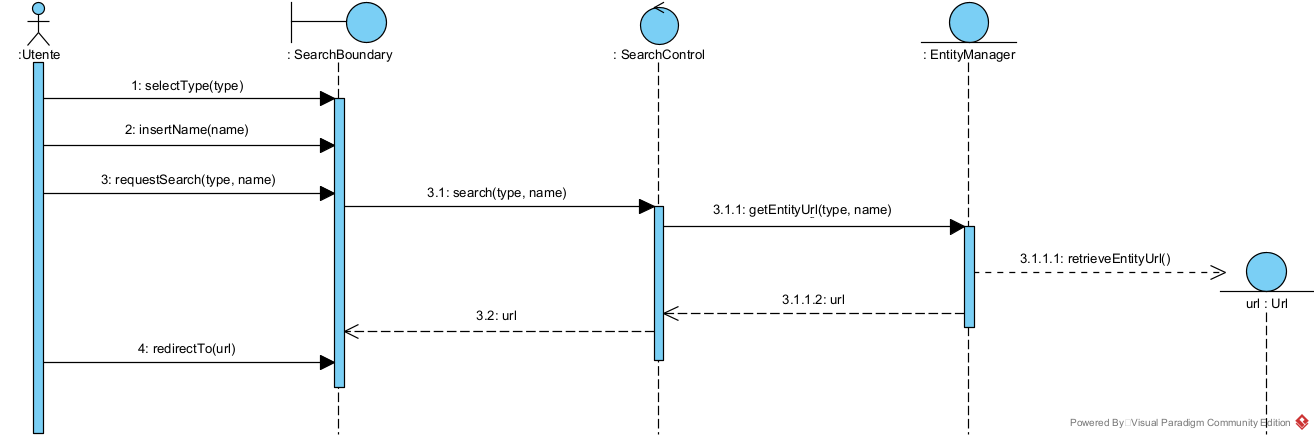 :Utente
: SearchBoundary
: SearchControl
: EntityManager
1: selectType(type)
2: insertName(name)
3: requestSearch(type, name)
3.1: search(type, name)
3.1.1: getEntityUrl(type, name)
3.1.1.1: retrieveEntityUrl()
url : Url
3.1.1.2: url
3.2: url
4: redirectTo(url)
Powered By Visual Paradigm Community Edition